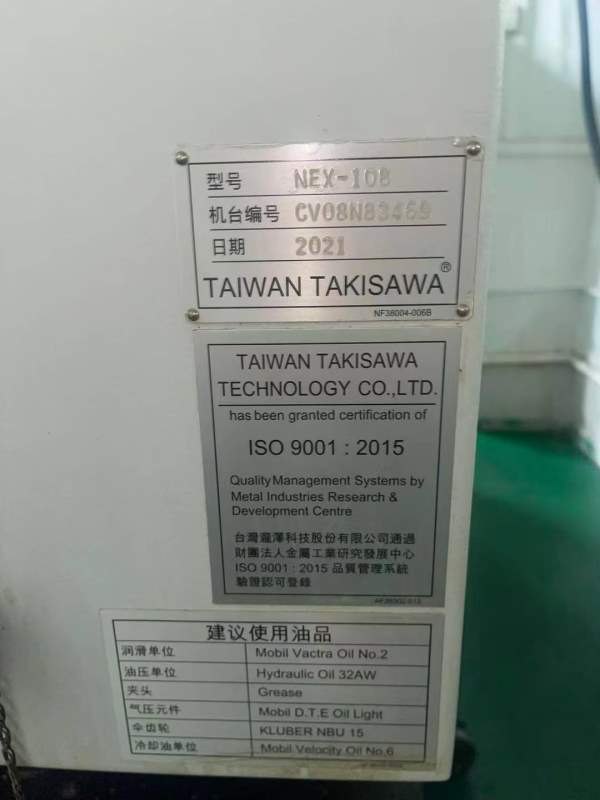 型号 NEX-108
机台编号 CV08N83469
日期 2021
TAIWAN TAKISAWA®
NF38004-006B
TAIWAN TAKISAWA
TECHNOLOGY CO.,LTD.
has been granted certification of
ISO 9001 : 2015
Quality Management Systems by
Metal Industries Research &
Development Centre
台灣瀧澤科技股份有限公司通過
財團法人金屬工業研究發展中心
ISO 9001 : 2015 品質管理系統
驗證認可登錄
建议使用油品
润滑单位 Mobil Vactra Oil No.2
油压单位 Hydraulic Oil 32AW
夹头 Grease
气压元件 Mobil D.T.E Oil Light
伞齿轮 KLUBER NBU 15
冷却油单位 Mobil Velocity Oil No.6